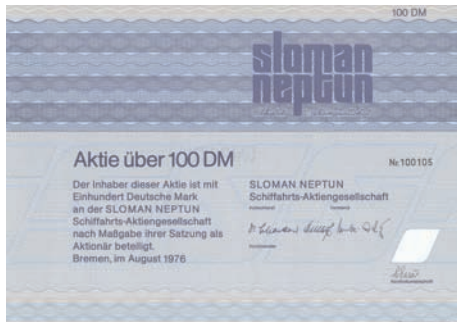 100 DM
sloman
neptun
Aktie über 100 DM
№ 100105
Der Inhaber dieser Aktie ist mit
Einhundert Deutsche Mark
an der SLOMAN NEPTUN
Schiffahrts-Aktiengesellschaft
nach Maßgabe ihrer Satzung als
Aktionär beteiligt.
Bremen, im August 1976
SLOMAN NEPTUN
Schiffahrts-Aktiengesellschaft